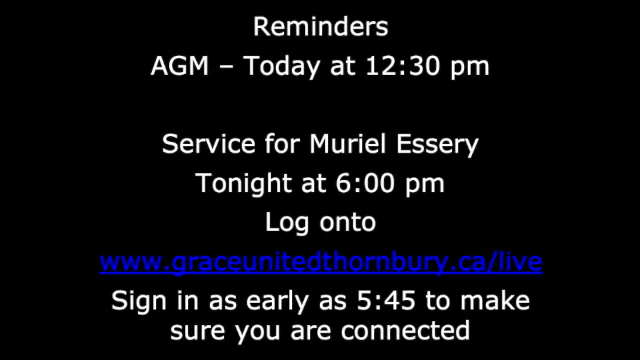 Reminders
AGM – Today at 12:30 pm
Service for Muriel Essery
Tonight at 6:00 pm
Log onto
www.graceunitedthornbury.ca/live
Sign in as early as 5:45 to make
sure you are connected